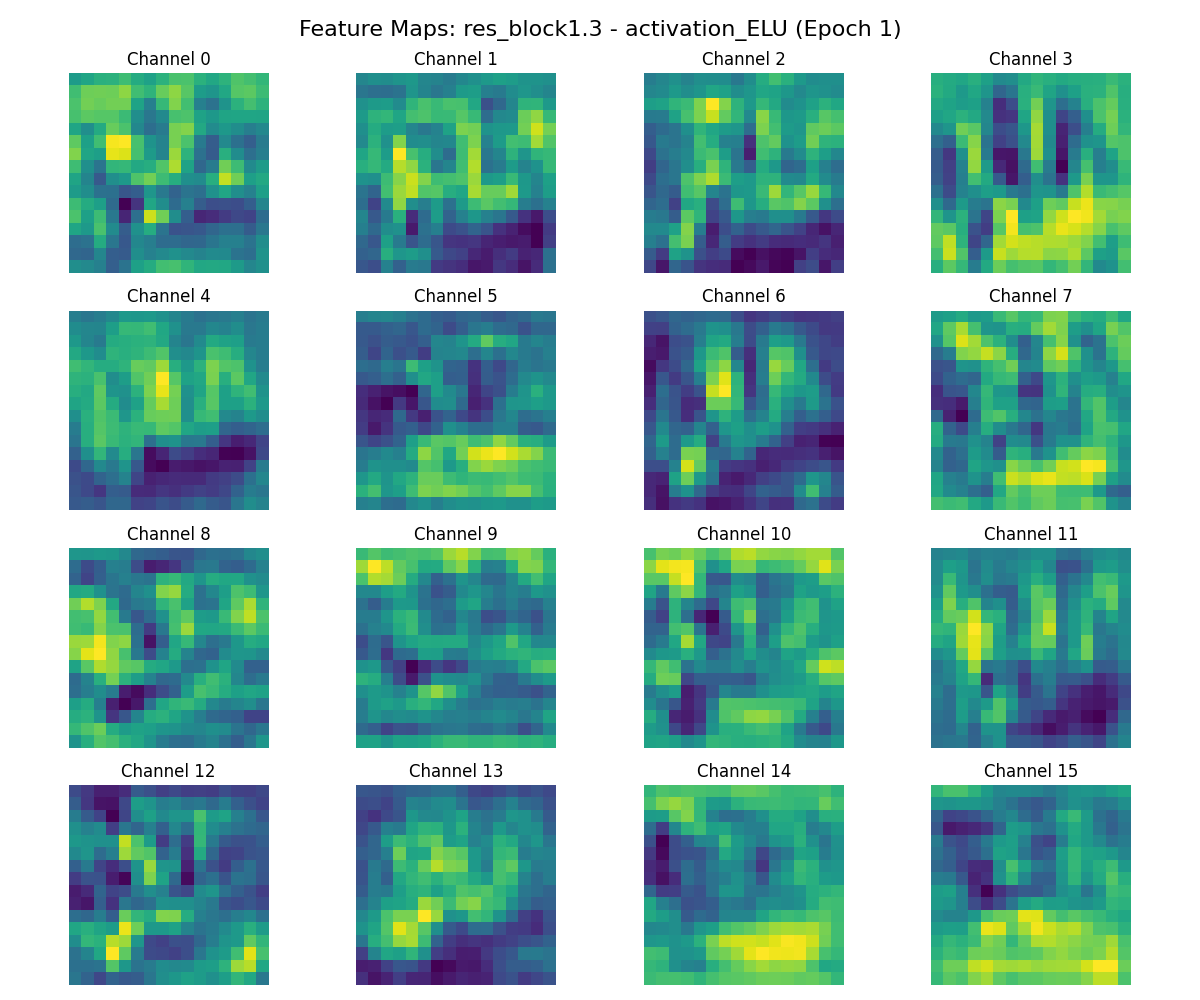 Feature Maps: res_block1.3 - activation_ELU (Epoch 1)
Channel 0 Channel 1 Channel 2 Channel 3
Channel 4 Channel 5 Channel 6 Channel 7
Channel 8 Channel 9 Channel 10 Channel 11
Channel 12 Channel 13 Channel 14 Channel 15